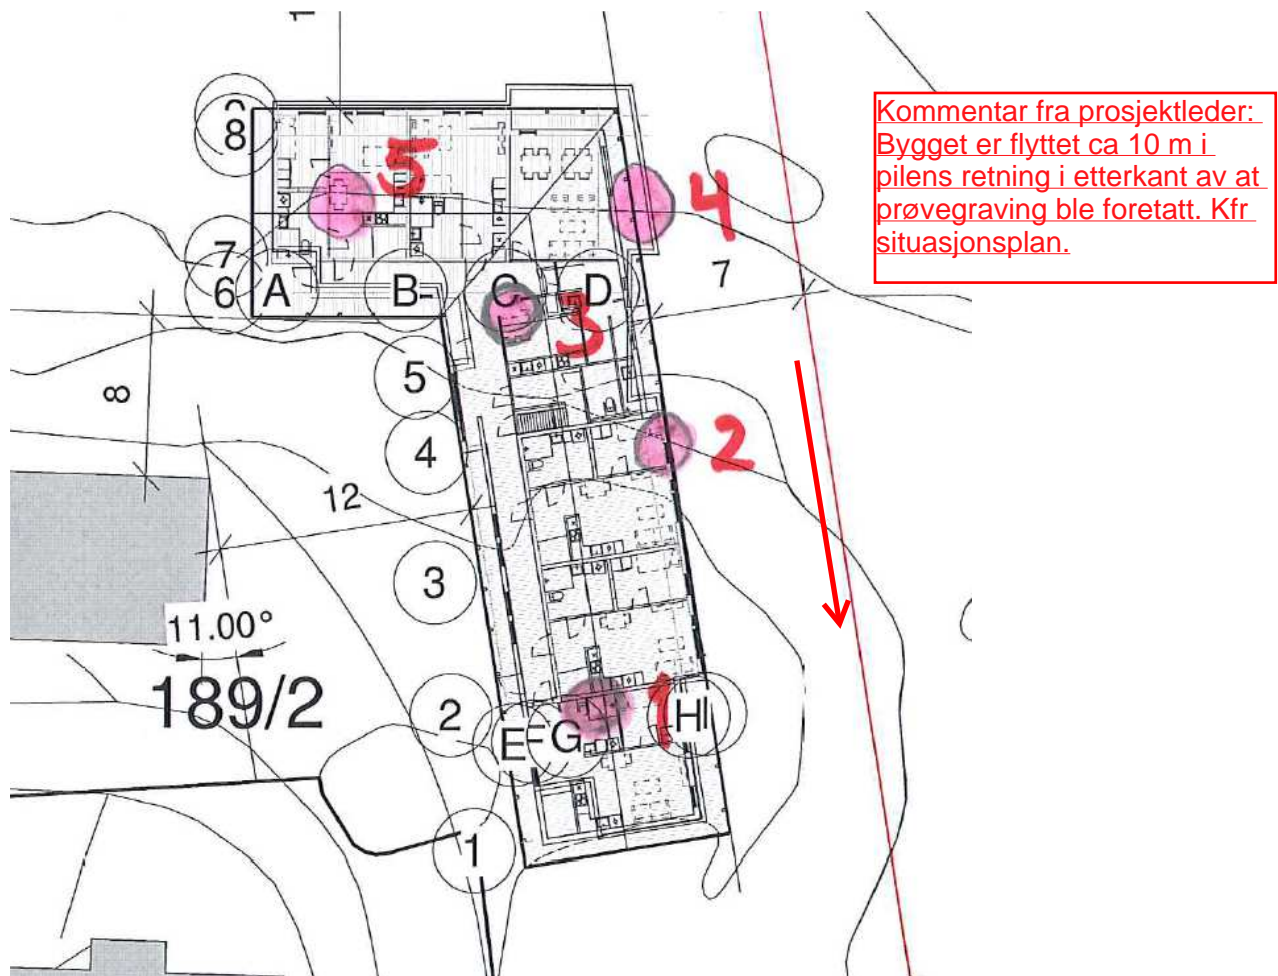 Kommentar fra prosjektleder:
Bygget er flyttet ca 10 m i
pilens retning i etterkant av at
prøvegraving ble foretatt. Kfr
situasjonsplan.
8
5
4
7
6
A
B
C
D
7
3
5
8
4
2
12
3
11.00°
189/2
2
E
F
G
1
H
I
1